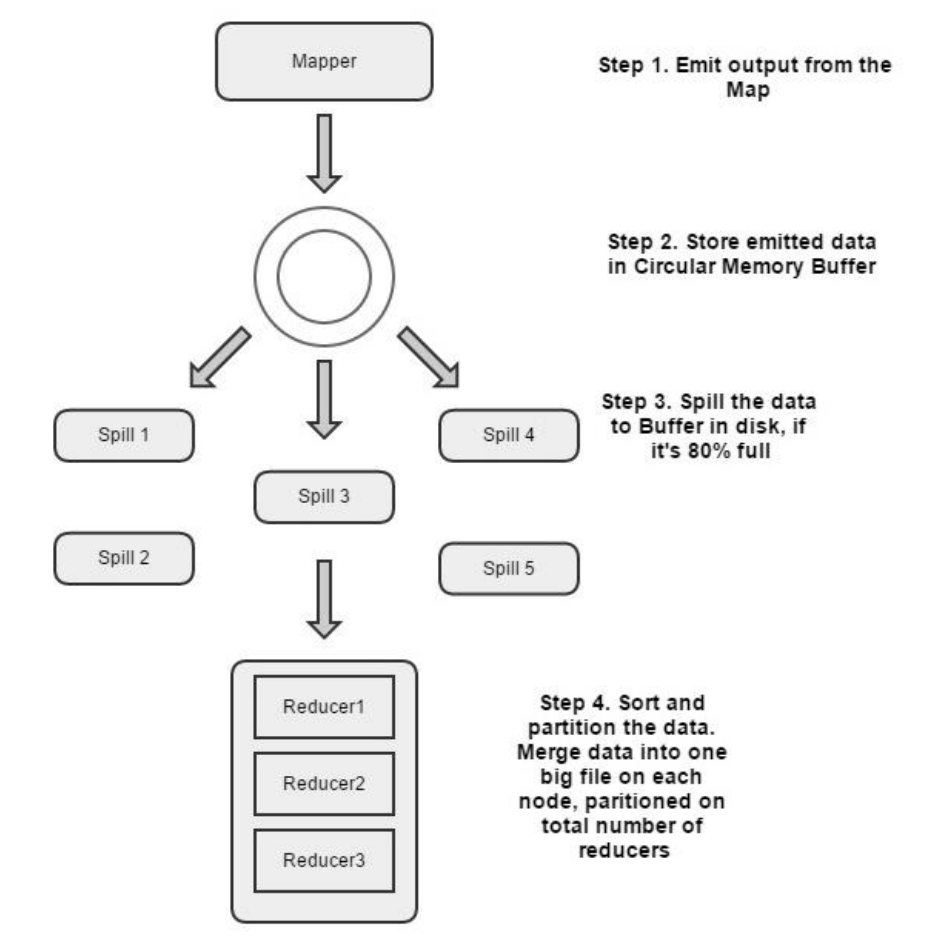 Mapper
Step 1. Emit output from the
Map
Step 2. Store emitted data
in Circular Memory Buffer
Step 3. Spill the data
to Buffer in disk, if
it's 80% full
Spill 1
Spill 4
Spill 3
Spill 2
Spill 5
Reducer1
Reducer2
Reducer3
Step 4. Sort and
partition the data.
Merge data into one
big file on each
node, paritioned on
total number of
reducers